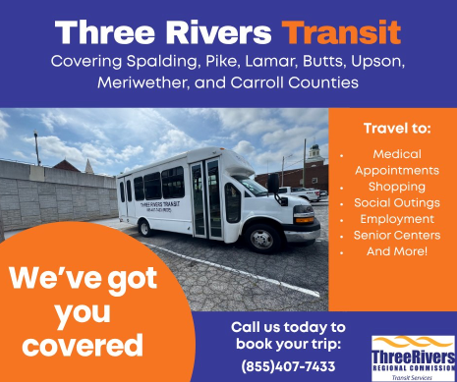 Three Rivers Transit
Covering Spalding, Pike, Lamar, Butts, Upson,
Meriwether, and Carroll Counties
Travel to:
• Medical
Appointments
• Shopping
• Social Outings
• Employment
• Senior Centers
• And More!
THREE RIVERS TRANSIT
We've got
you
covered
Call us today to
book your trip:
(855)407-7433
ThreeRivers
REGIONAL COMMISSION
Transit Services